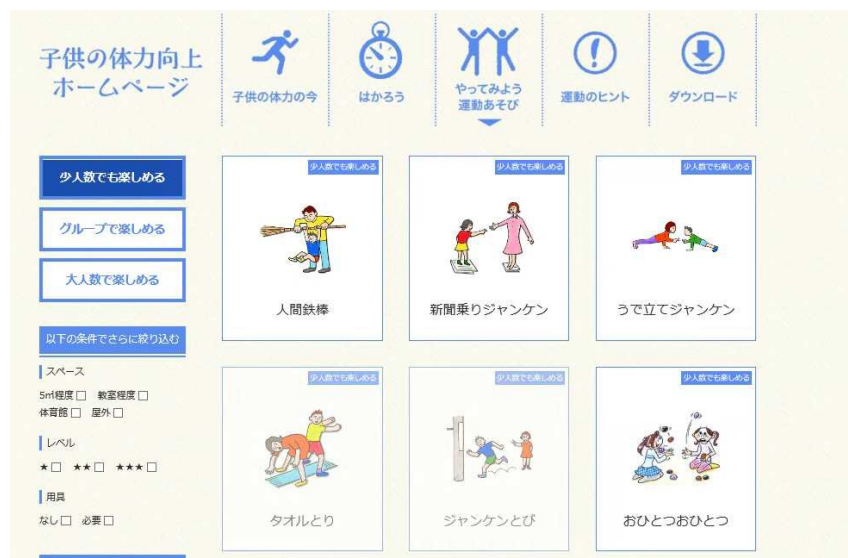 子供の体力向上
ホームページ
子供の体力の今
はかろう
やってみよう
運動あそび
運動のヒント
ダウンロード
少人数でも楽しめる
グループで楽しめる
大人数で楽しめる
以下の条件でさらに絞り込む
スペース
5㎡程度□ 教室程度□
体育館□ 屋外□
レベル
★□ ★★□ ★★★□
用具
なし□ 必要□
少人数でも楽しめる
人間鉄棒
少人数でも楽しめる
新聞乗りジャンケン
少人数でも楽しめる
うで立てジャンケン
少人数でも楽しめる
タオルとり
少人数でも楽しめる
ジャンケンとび
少人数でも楽しめる
おひとつおひとつ